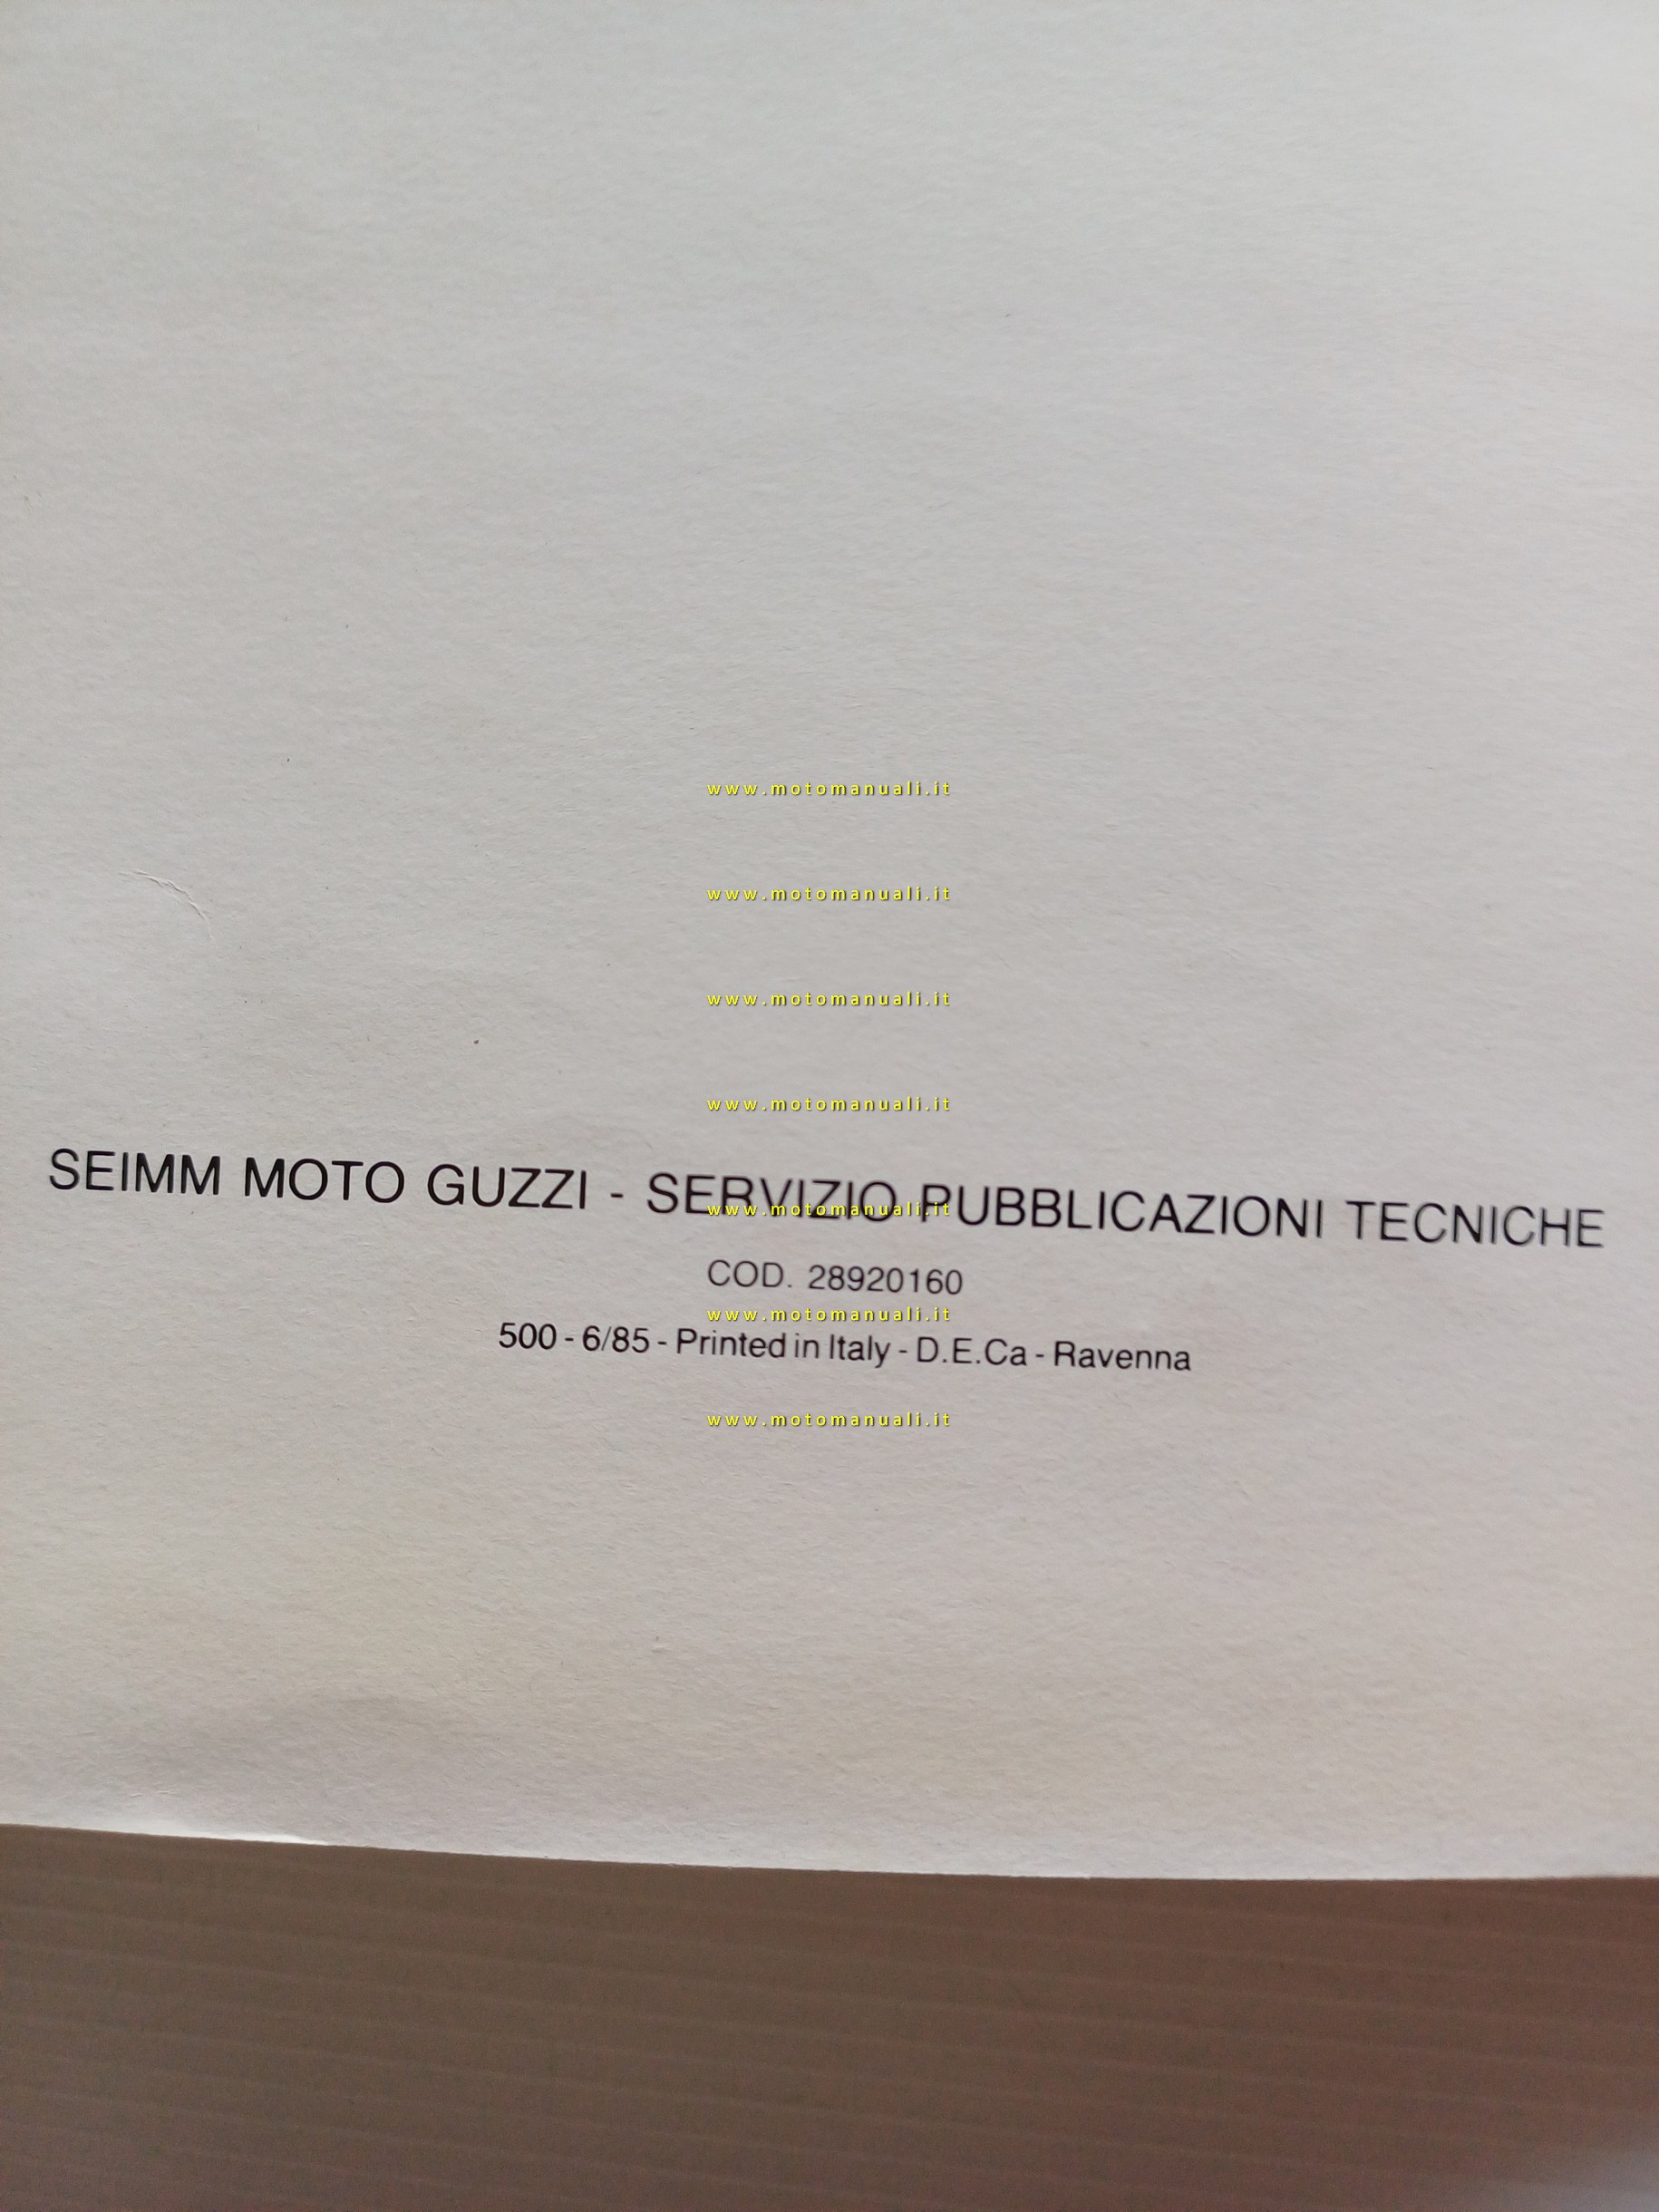 www.motomanuali.it
www.motomanuali.it
www.motomanuali.it
www.motomanuali.it
SEIMM MOTO GUZZI - SERVIZIO PUBBLICAZIONI TECNICHE
www.motomanuali.it
COD. 28920160
www.motomanuali.it
500 - 6/85 - Printed in Italy - D.E.Ca - Ravenna
www.motomanuali.it